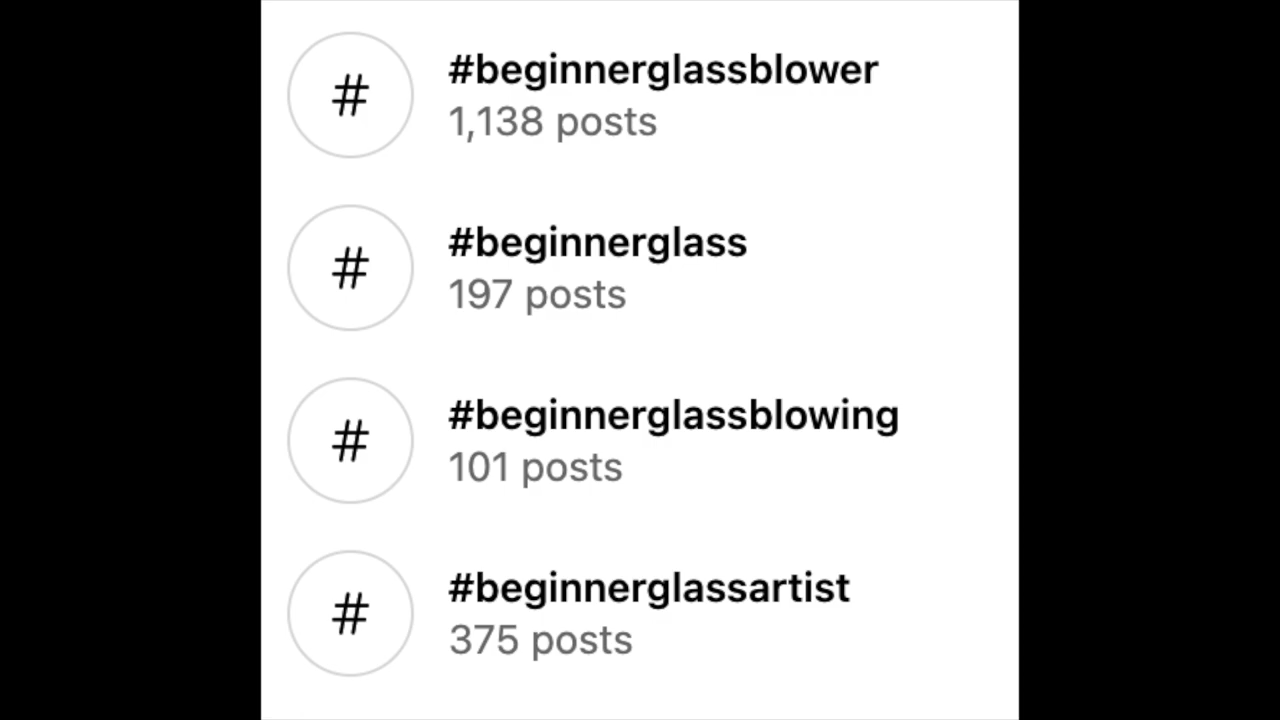 #
#beginnerglassblower
1,138 posts
#
#beginnerglass
197 posts
#
#beginnerglassblowing
101 posts
#
#beginnerglassartist
375 posts